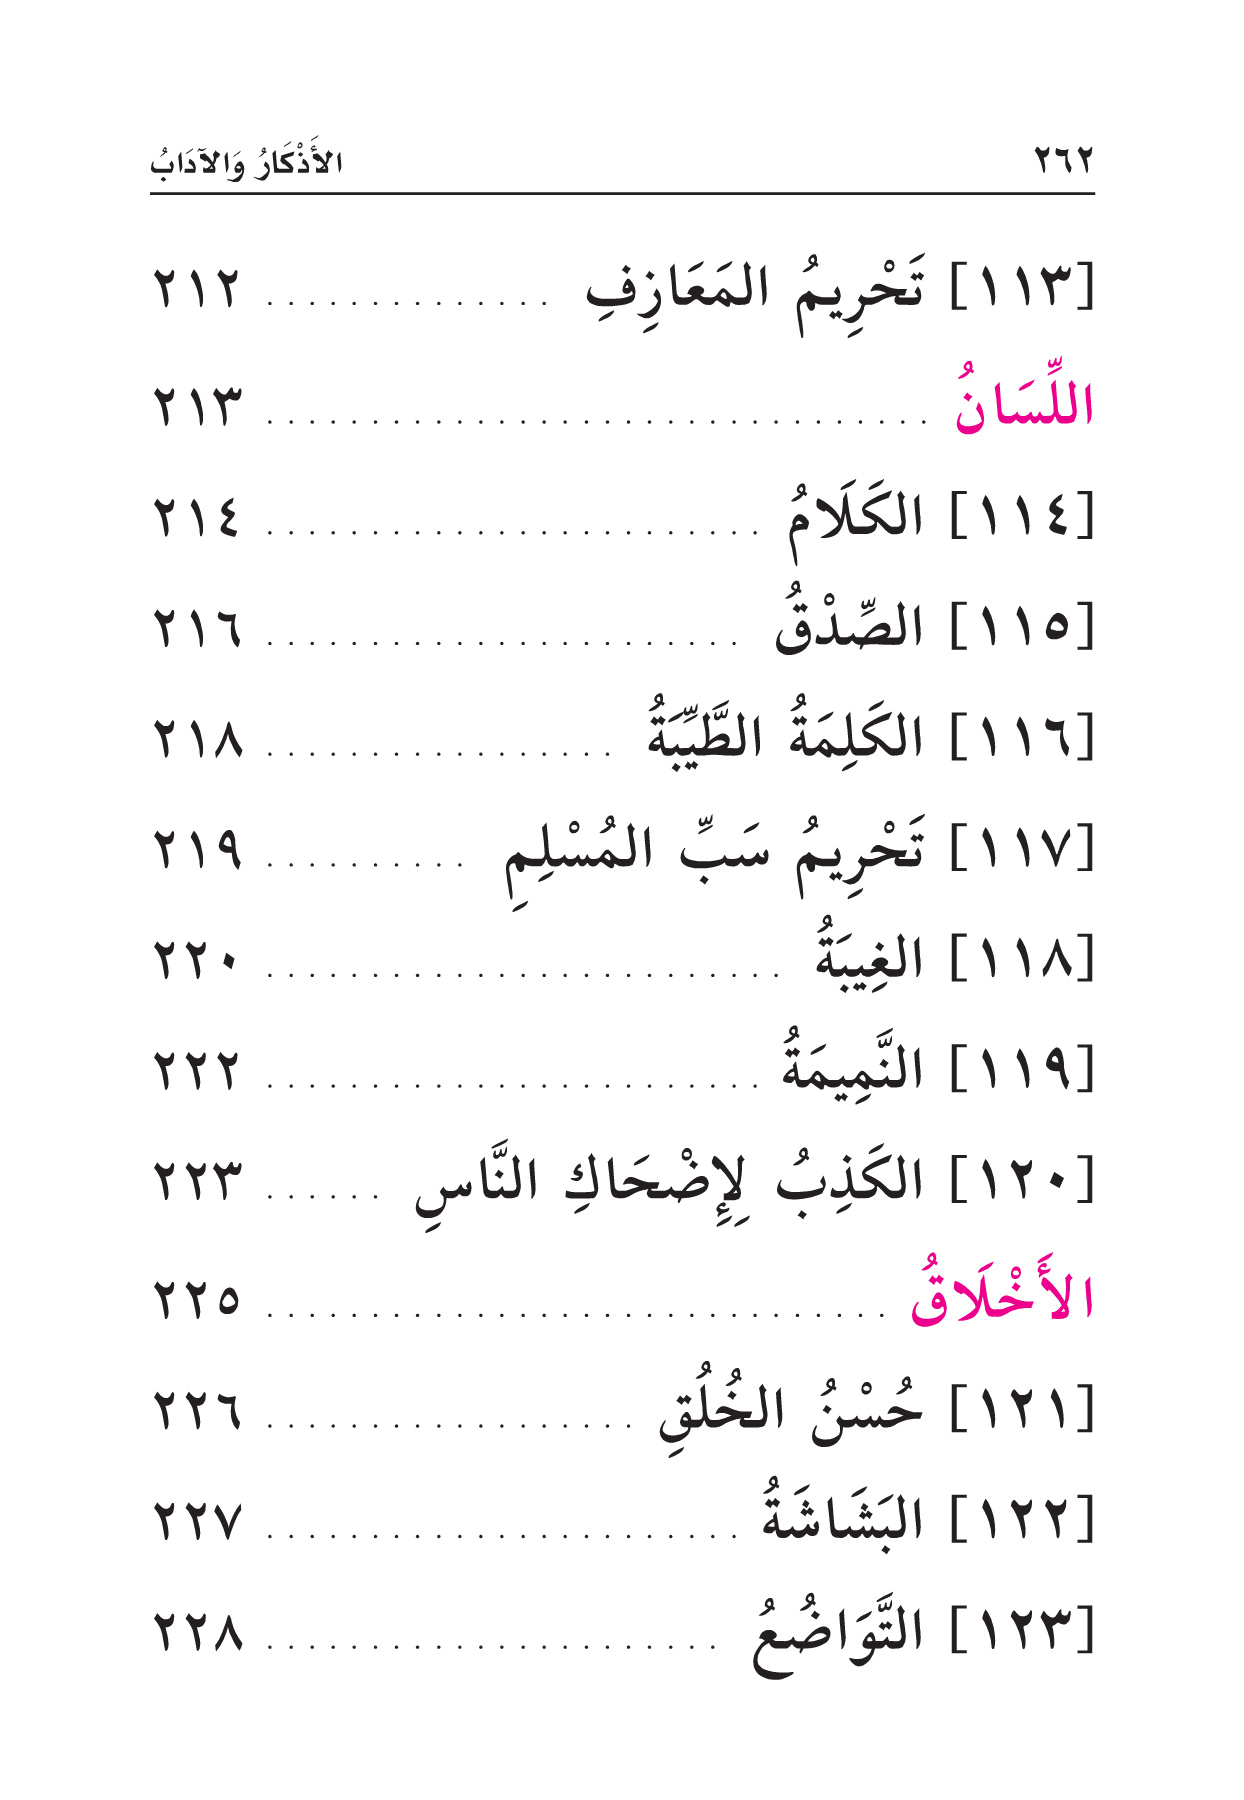 ٢٦٢ الأَذْكَارُ وَالآدَابُ
[١١٣] تَحْرِيمُ المَعَازِفِ . . . . . . . . . . . . . . ٢١٢
اللِّسَانُ . . . . . . . . . . . . . . . . . . . . . . . . . . . . . . . . ٢١٣
[١١٤] الكَلَامُ . . . . . . . . . . . . . . . . . . . . . . . . ٢١٤
[١١٥] الصِّدْقُ . . . . . . . . . . . . . . . . . . . . . . . ٢١٦
[١١٦] الكَلِمَةُ الطَّيِّبَةُ . . . . . . . . . . . . . . . . . ٢١٨
[١١٧] تَحْرِيمُ سَبِّ المُسْلِمِ . . . . . . . . . . ٢١٩
[١١٨] الغِيبَةُ . . . . . . . . . . . . . . . . . . . . . . . . . ٢٢٠
[١١٩] النَّمِيمَةُ . . . . . . . . . . . . . . . . . . . . . . . . ٢٢٢
[١٢٠] الكَذِبُ لِإِضْحَاكِ النَّاسِ . . . . . . ٢٢٣
الأَخْلَاقُ . . . . . . . . . . . . . . . . . . . . . . . . . . . . . . ٢٢٥
[١٢١] حُسْنُ الخُلُقِ . . . . . . . . . . . . . . . . . . ٢٢٦
[١٢٢] البَشَاشَةُ . . . . . . . . . . . . . . . . . . . . . . . ٢٢٧
[١٢٣] التَّوَاضُعُ . . . . . . . . . . . . . . . . . . . . . . ٢٢٨